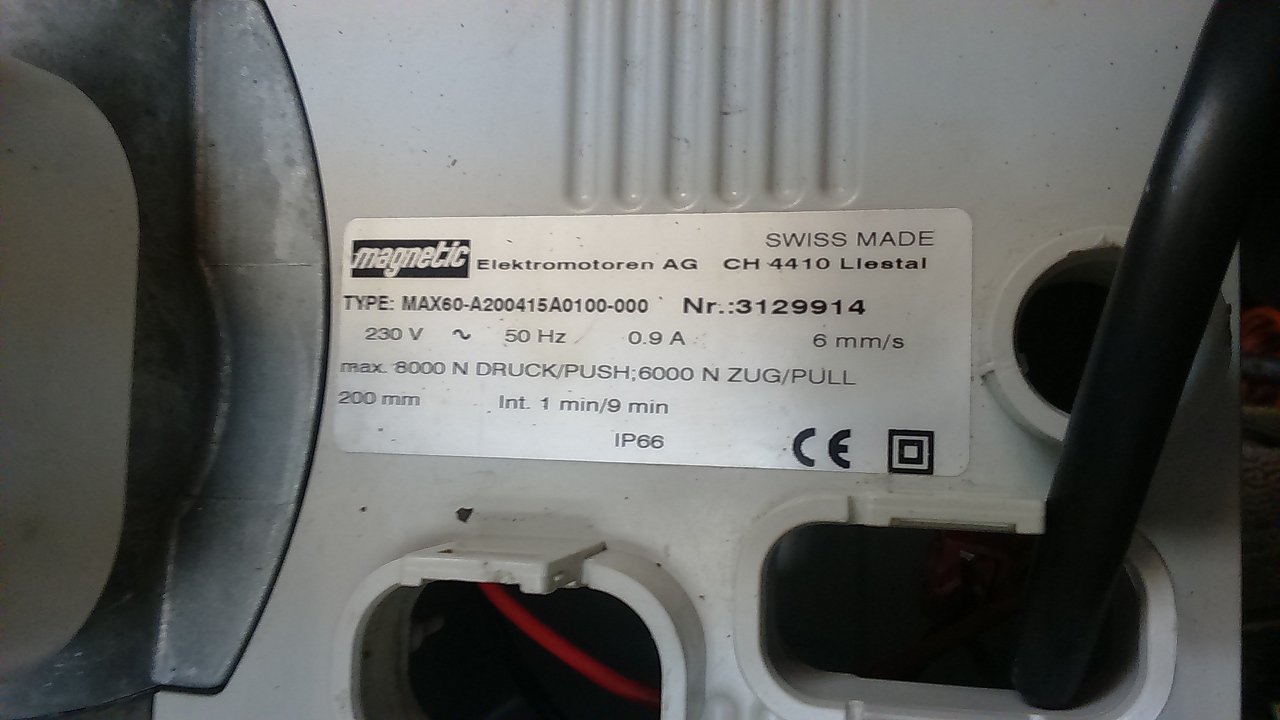 magnetic Elektromotoren AG CH 4410 Liestal
SWISS MADE
TYPE: MAX60-A200415A0100-000 Nr.:3129914
230 V ~ 50 Hz 0.9 A 6 mm/s
max. 8000 N DRUCK/PUSH;6000 N ZUG/PULL
200 mm Int. 1 min/9 min
IP66 CE